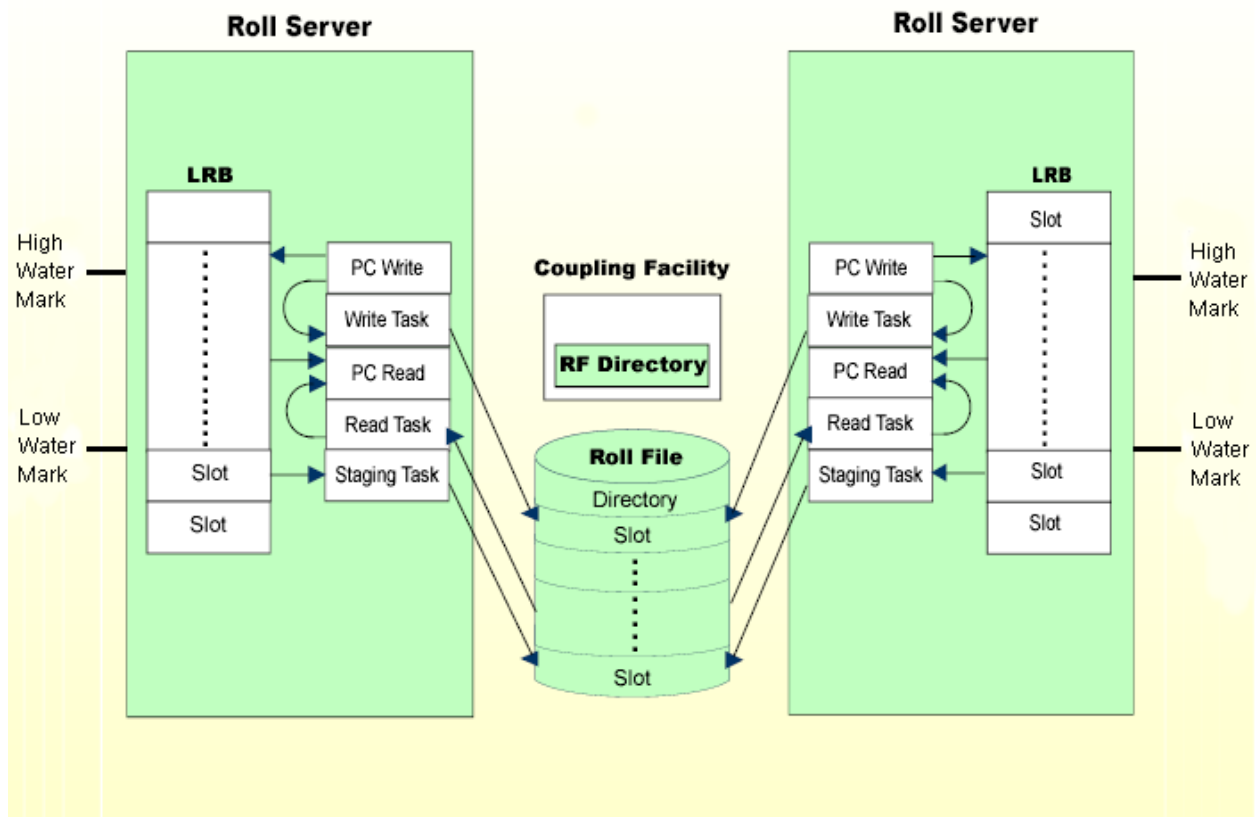 Roll Server
Roll Server
LRB
LRB
Slot
High
Water
Mark
PC Write
Write Task
PC Read
Read Task
Staging Task
Low
Water
Mark
Slot
Slot
Coupling Facility
RF Directory
Roll File
Directory
Slot
Slot
PC Write
Write Task
PC Read
Read Task
Staging Task
High
Water
Mark
Low
Water
Mark
Slot
Slot